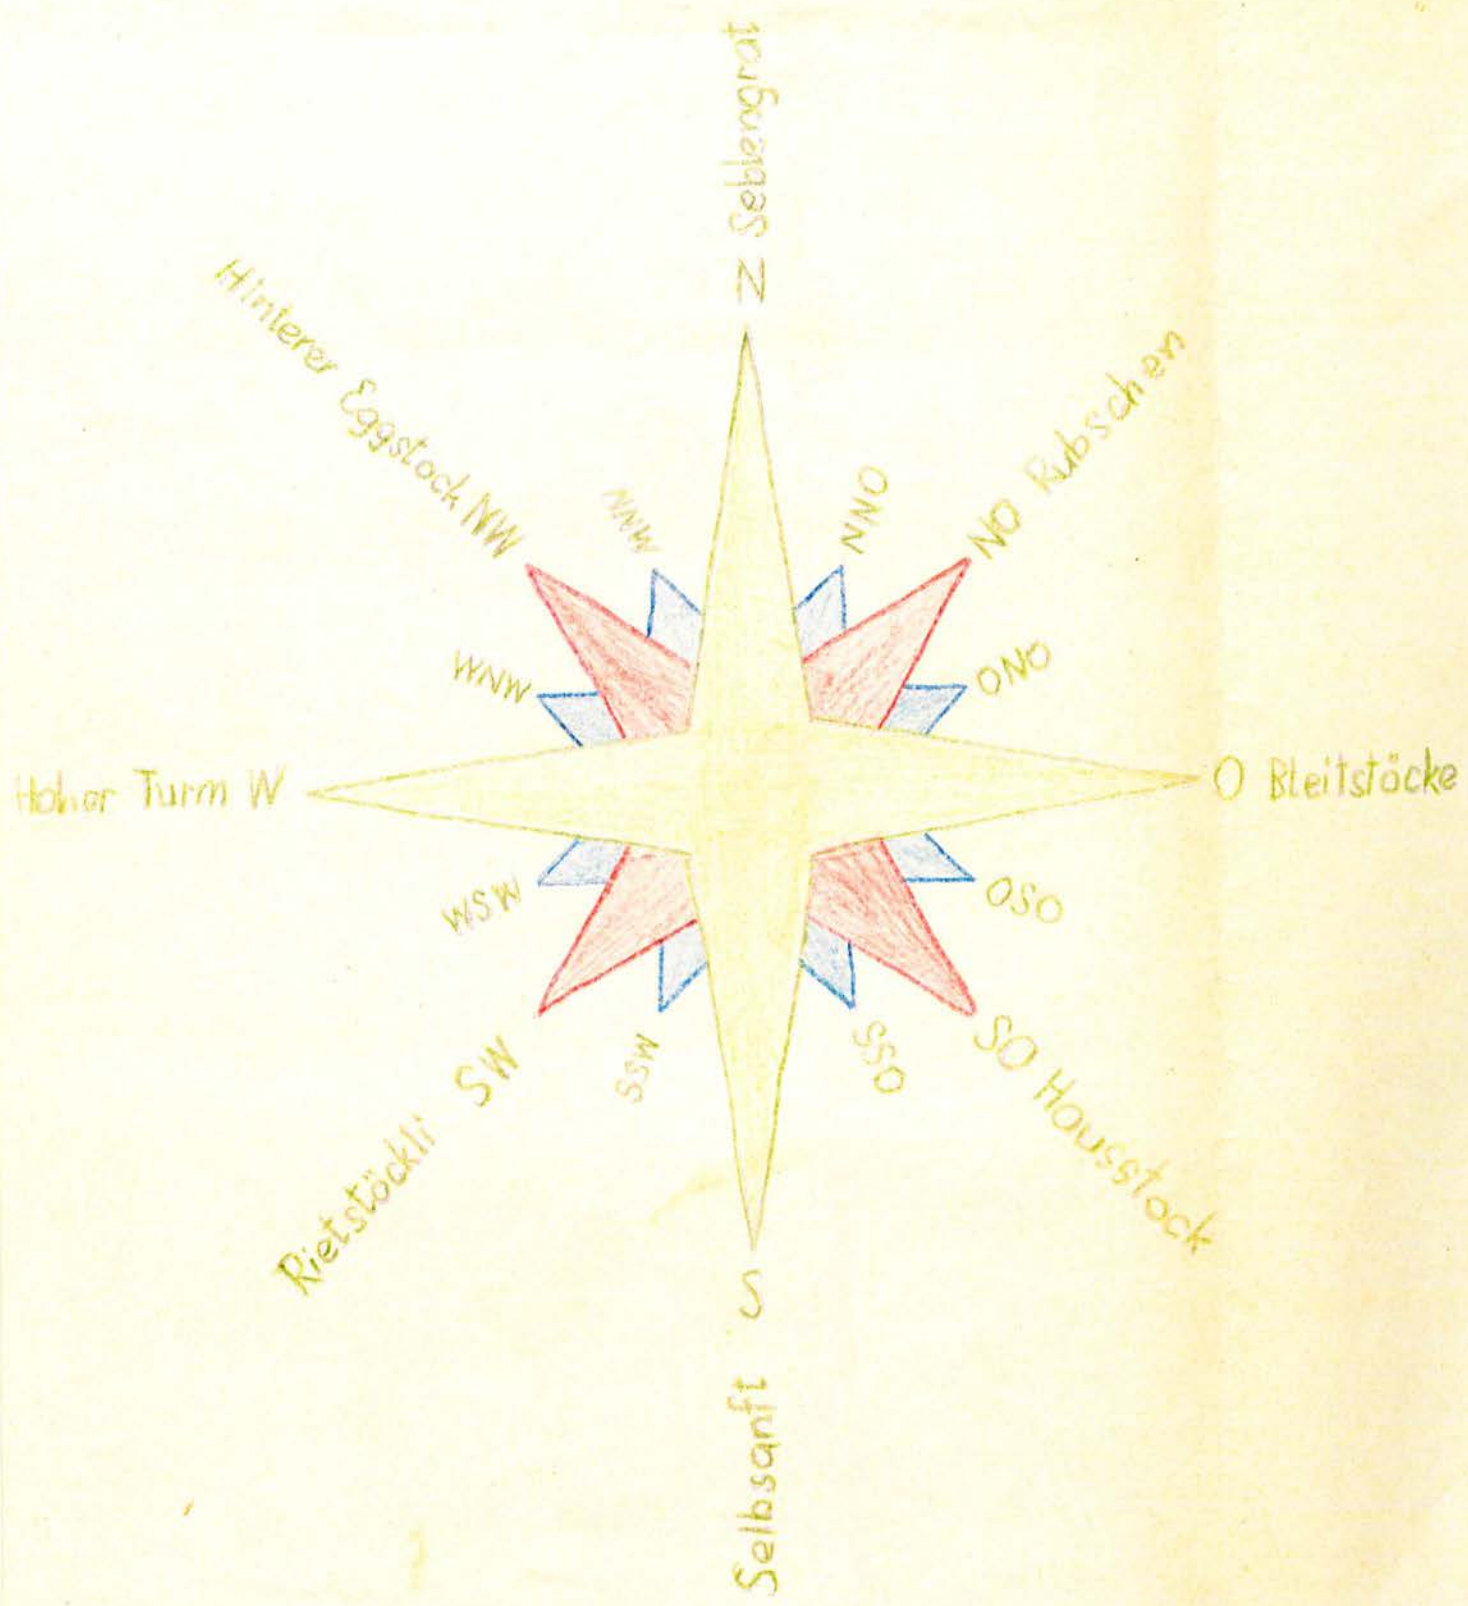 N Seblengrat
Hinterer Eggstock NW
NO Rubschen
NNW
NNO
WNW
ONO
Hoher Turm W
O Bleitstöcke
WSW
OSO
Rietstöckli SW
SSW
SSO
SO Hausstock
S
Selbsanft